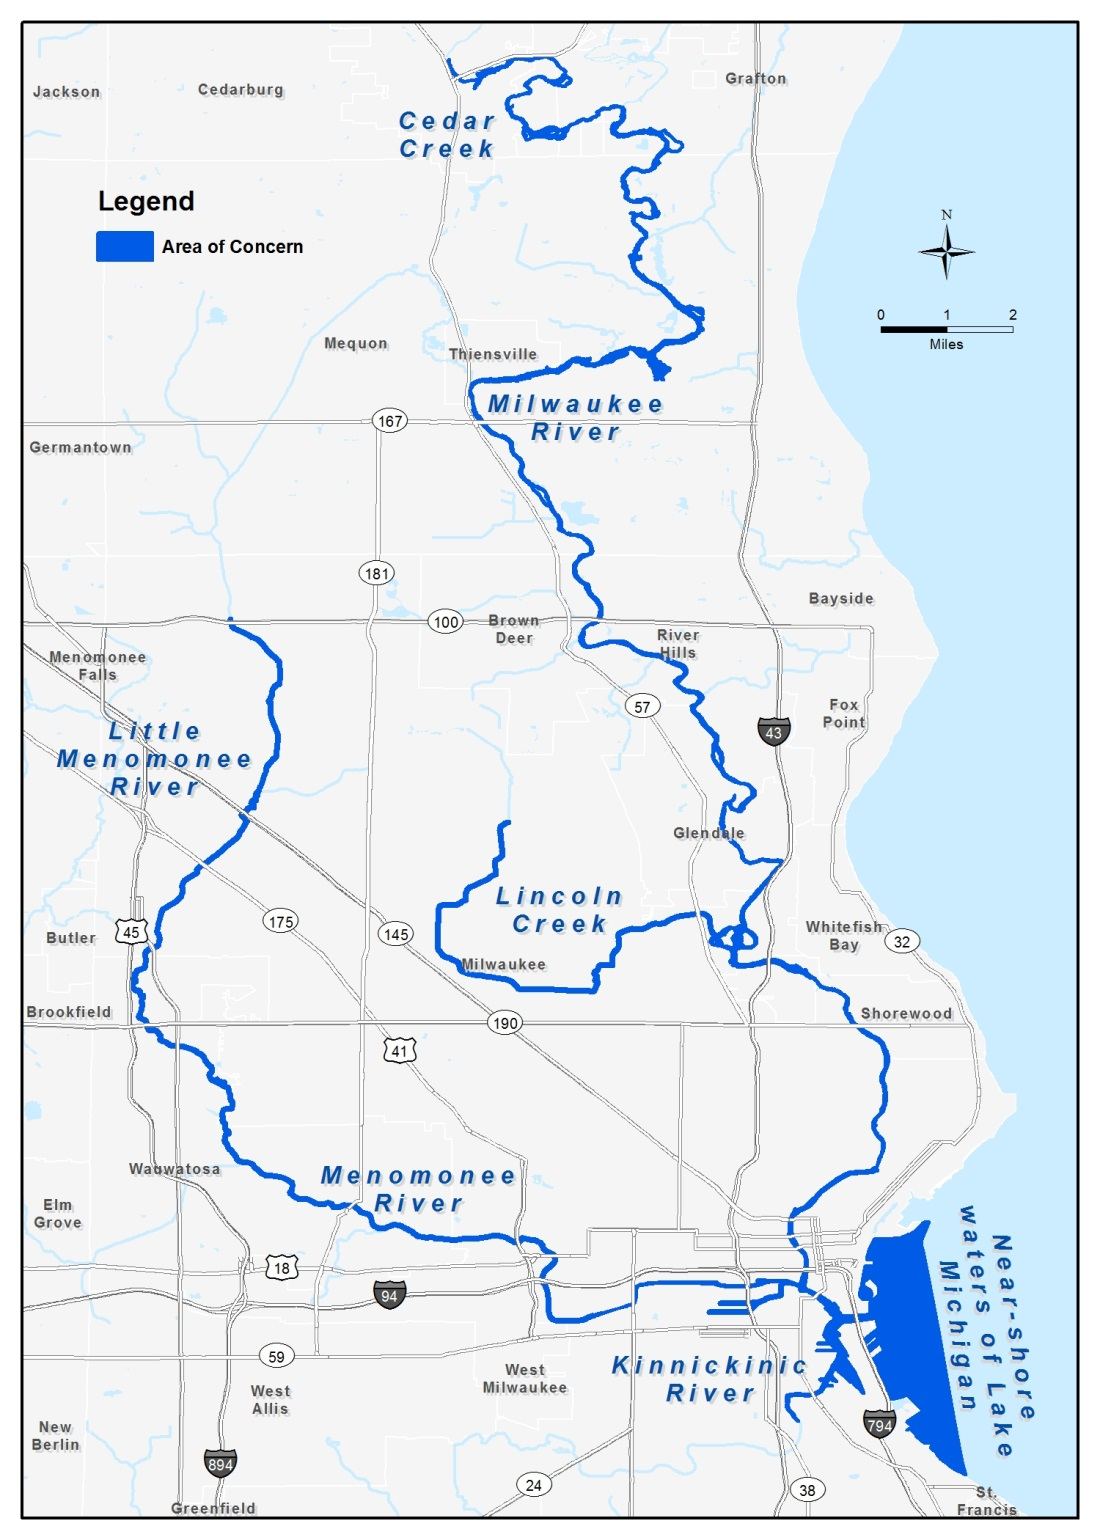 Jackson
Cedarburg
Grafton
Cedar
Creek
Legend
Area of Concern
N
0 1 2
Miles
Mequon
Thiensville
Milwaukee
River
167
Germantown
181
Bayside
100
Brown
Deer
River
Hills
Menomonee
Falls
57
Fox
Point
43
Little
Menomonee
River
Glendale
Lincoln
Creek
45
175
145
Butler
Whitefish
Bay
32
Milwaukee
Brookfield
190
Shorewood
41
Wauwatosa
Menomonee
River
Elm
Grove
18
94
Near-shore
waters of Lake
Michigan
59
Kinnickinic
River
West
Milwaukee
West
Allis
New
Berlin
794
894
24
38
St.
Francis
Greenfield